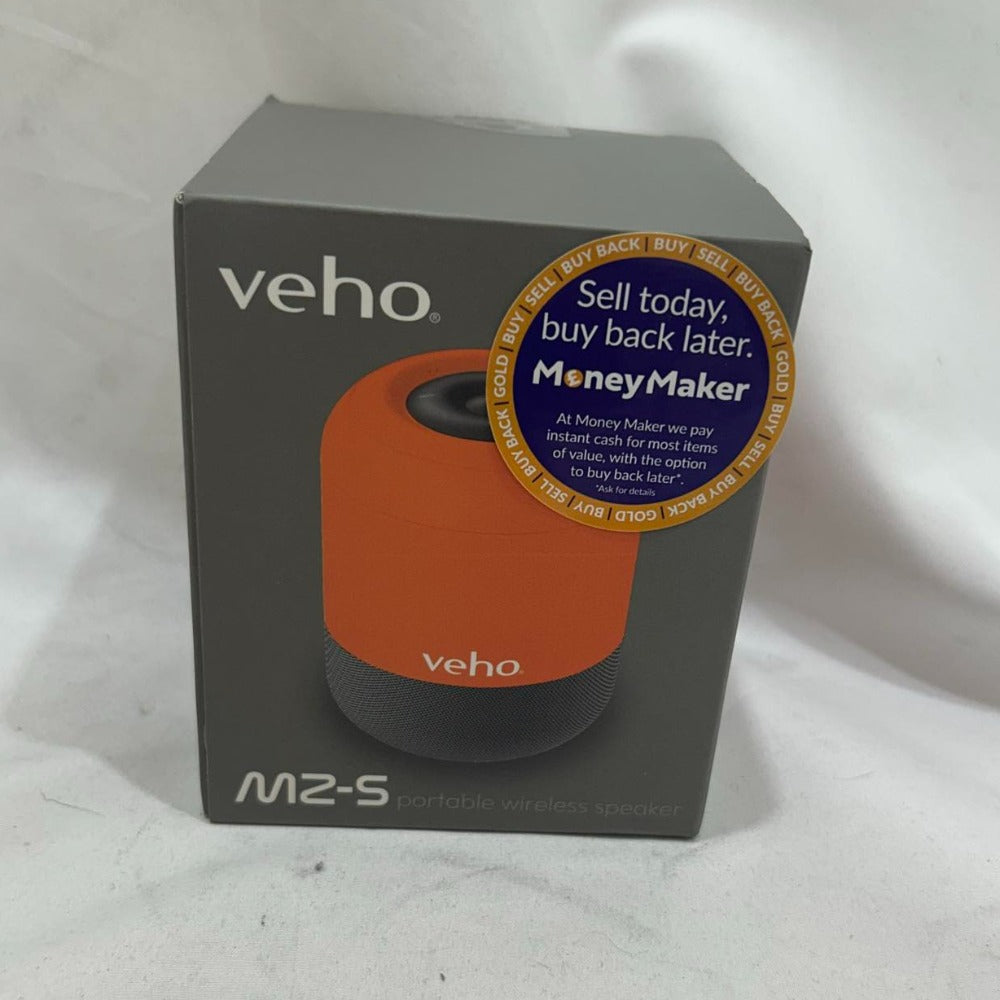 veho®
BUY | SELL | BUY BACK | GOLD | BUY | SELL | BUY BACK | GOLD | BUY | SELL | BUY BACK | GOLD | BUY | SELL | BUY BACK
Sell today,
buy back later.
MoneyMaker
At Money Maker we pay
instant cash for most items
of value, with the option
to buy back later*.
*Ask for details
veho
MZ-S portable wireless speaker